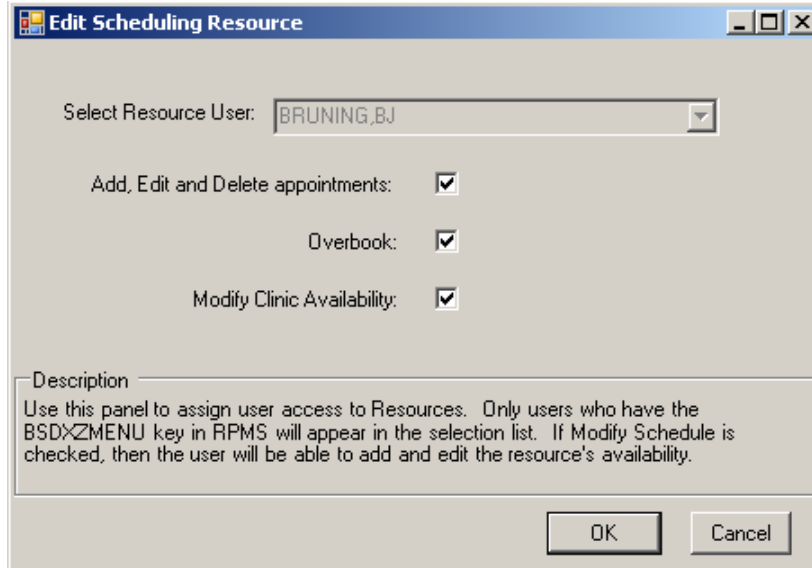 Edit Scheduling Resource
Select Resource User: BRUNING,BJ
Add, Edit and Delete appointments:
Overbook:
Modify Clinic Availability:
Description
Use this panel to assign user access to Resources. Only users who have the
BSDXZMENU key in RPMS will appear in the selection list. If Modify Schedule is
checked, then the user will be able to add and edit the resource's availability.
OK Cancel